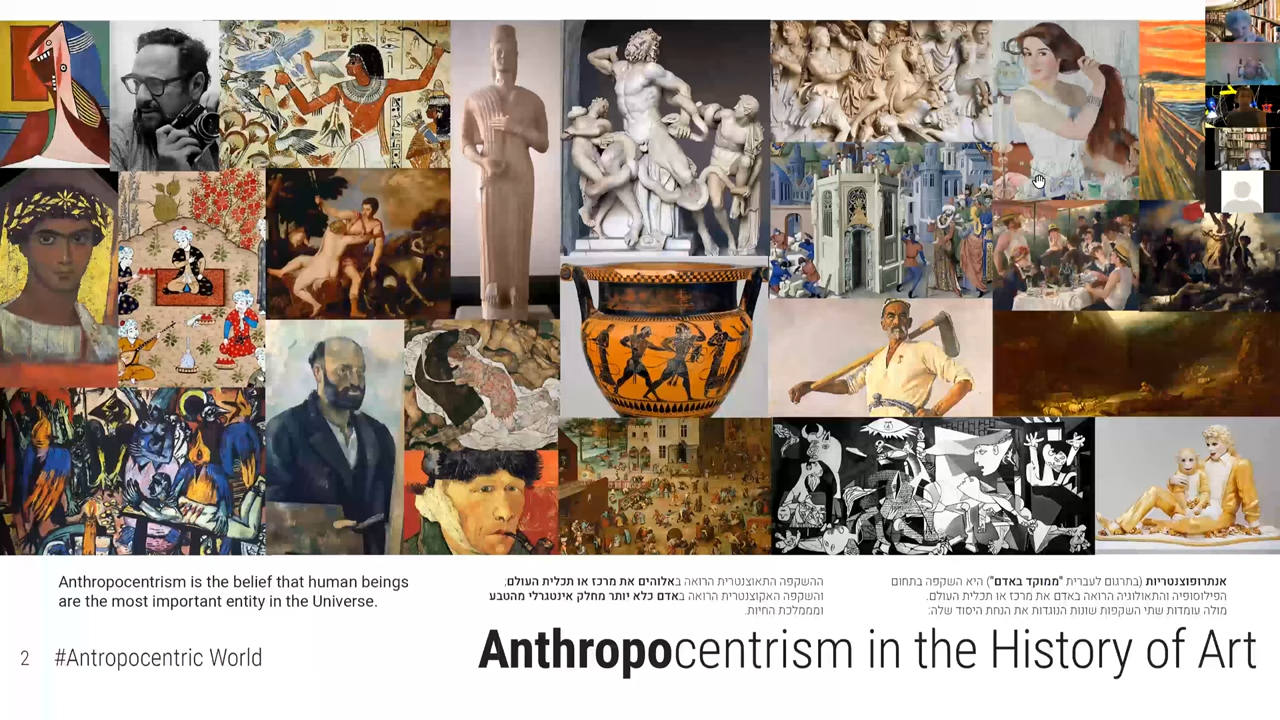 Anthropocentrism is the belief that human beings
are the most important entity in the Universe.
אנתרופוצנטריות (בתרגום לעברית "ממוקד באדם") היא השקפה בתחום
הפילוסופיה והתאולוגיה הרואה באדם את מרכז או תכלית העולם.
מולה עומדות שתי השקפות שונות הנוגדות את הנחת היסוד שלה:
ההשקפה התאוצנטרית הרואה באלוהים את מרכז או תכלית העולם;
והשקפה האקוצנטרית הרואה באדם כלא יותר מחלק אינטגרלי מהטבע
ומממלכת החיות.
2 #Antropocentric World
Anthropocentrism in the History of Art